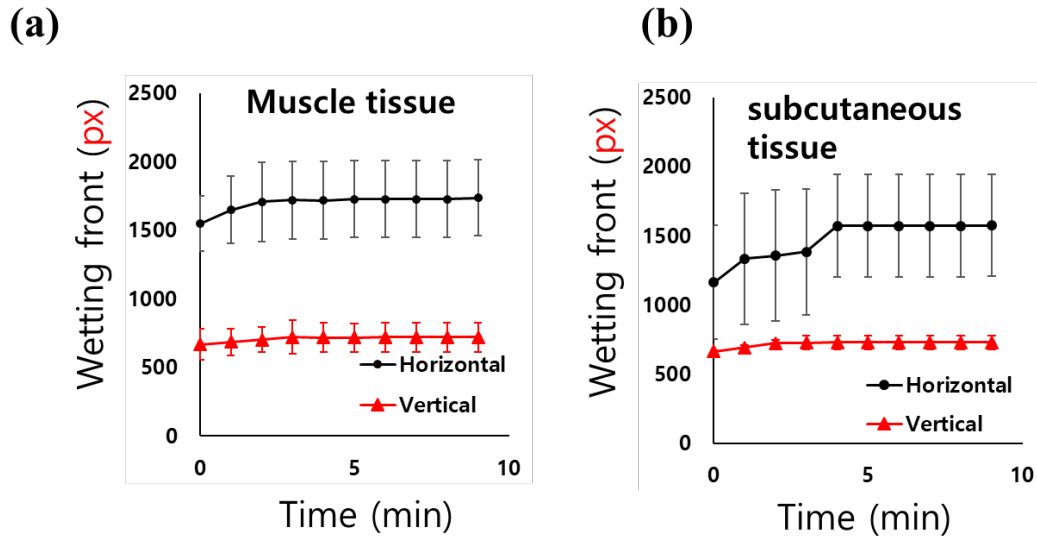 (a)
Muscle tissue
Wetting front (px)
2500
2000
1500
1000
500
0
Horizontal
Vertical
0 5 10
Time (min)
(b)
subcutaneous
tissue
Wetting front (px)
2500
2000
1500
1000
500
0
Horizontal
Vertical
0 5 10
Time (min)